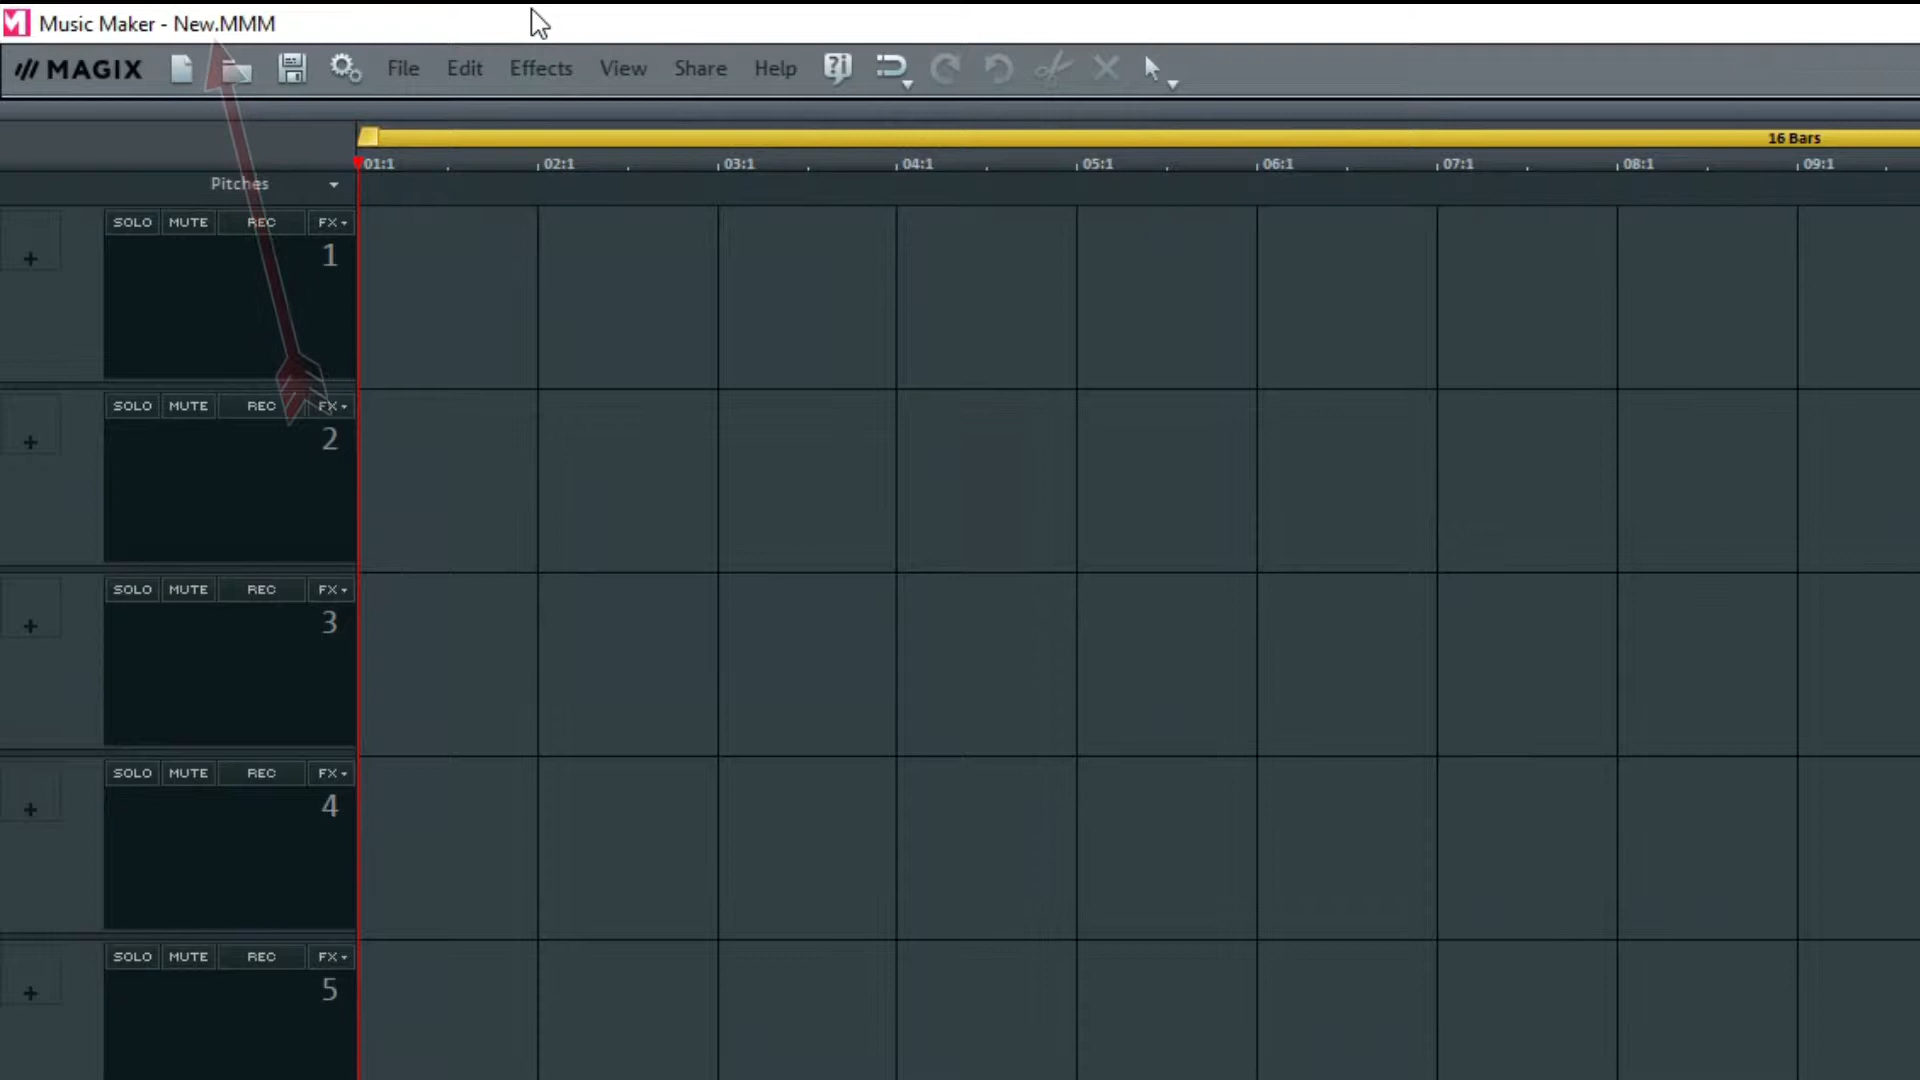 Music Maker - New.MMM
MAGIX File Edit Effects View Share Help
16 Bars
01:1 02:1 03:1 04:1 05:1 06:1 07:1 08:1 09:1
Pitches
SOLO MUTE REC FX
1
SOLO MUTE REC FX
2
SOLO MUTE REC FX
3
SOLO MUTE REC FX
4
SOLO MUTE REC FX
5